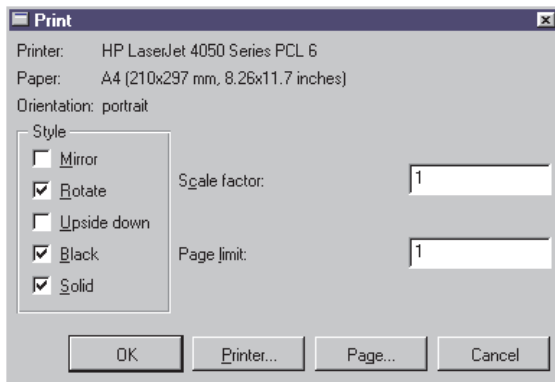 Print
Printer: HP LaserJet 4050 Series PCL 6
Paper: A4 (210x297 mm, 8.26x11.7 inches)
Orientation: portrait
Style
Mirror
Rotate
Upside down
Black
Solid
Scale factor: 1
Page limit: 1
OK Printer... Page... Cancel